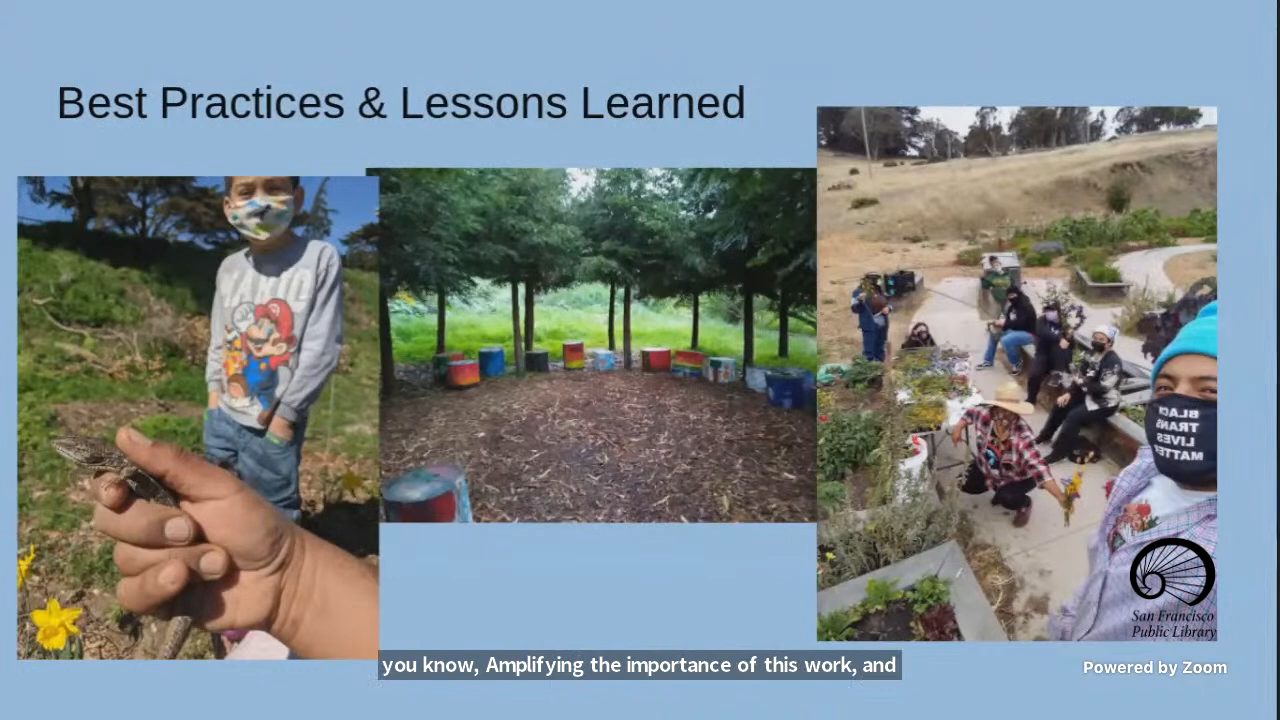 Best Practices & Lessons Learned
BLACK
TRANS
LIVES
MATTER
San Francisco
Public Library
you know, Amplifying the importance of this work, and
Powered by Zoom